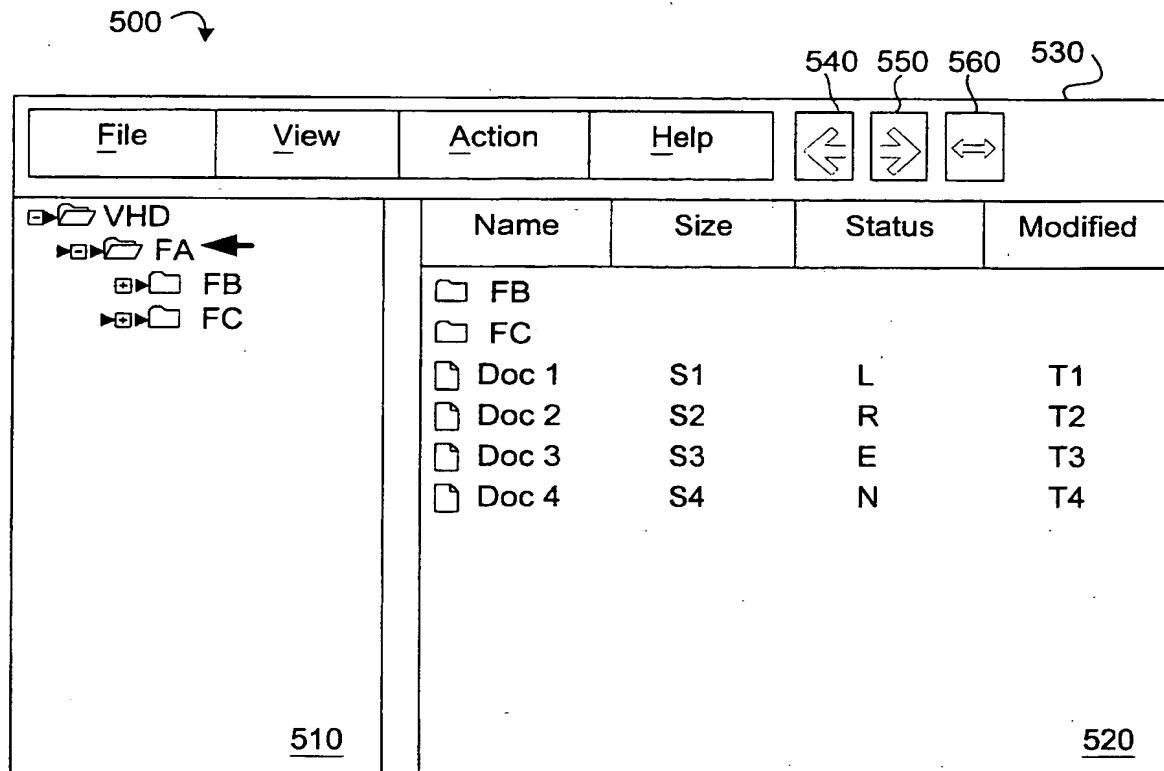 500
540 550 560 530
File View Action Help
VHD
FA
FB
FC
510
Name Size Status Modified
FB
FC
Doc 1 S1 L T1
Doc 2 S2 R T2
Doc 3 S3 E T3
Doc 4 S4 N T4
520